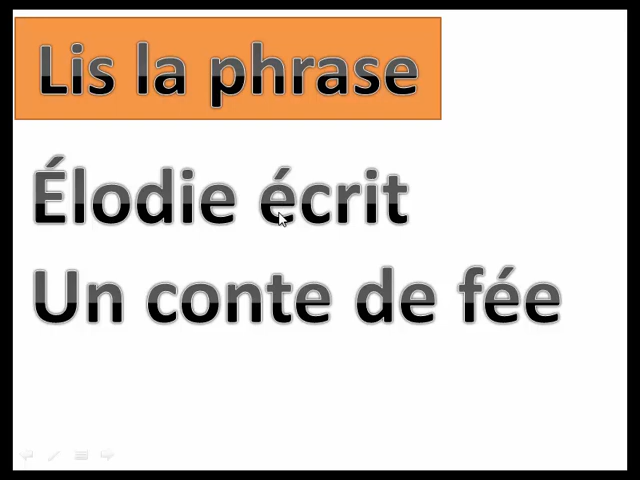 Lis la phrase
Élodie écrit
Un conte de fée